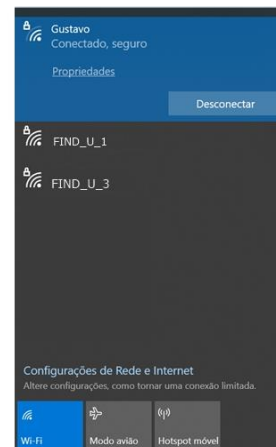 Gustavo
Conectado, seguro
Propriedades
Desconectar
FIND_U_1
FIND_U_3
Configurações de Rede e Internet
Altere configurações, como tornar uma conexão limitada.
Wi-Fi Modo avião Hotspot móvel